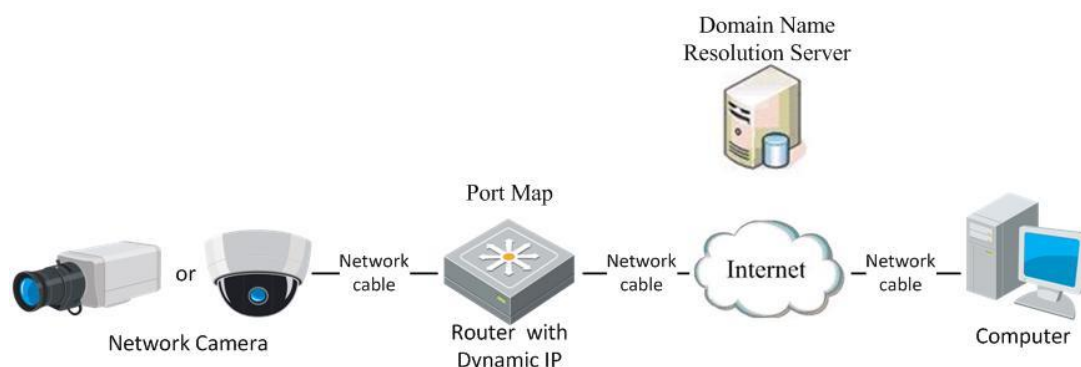 Domain Name
Resolution Server
Port Map
or
Network
cable
Network
cable
Internet
Network
cable
Network Camera
Router with
Dynamic IP
Computer